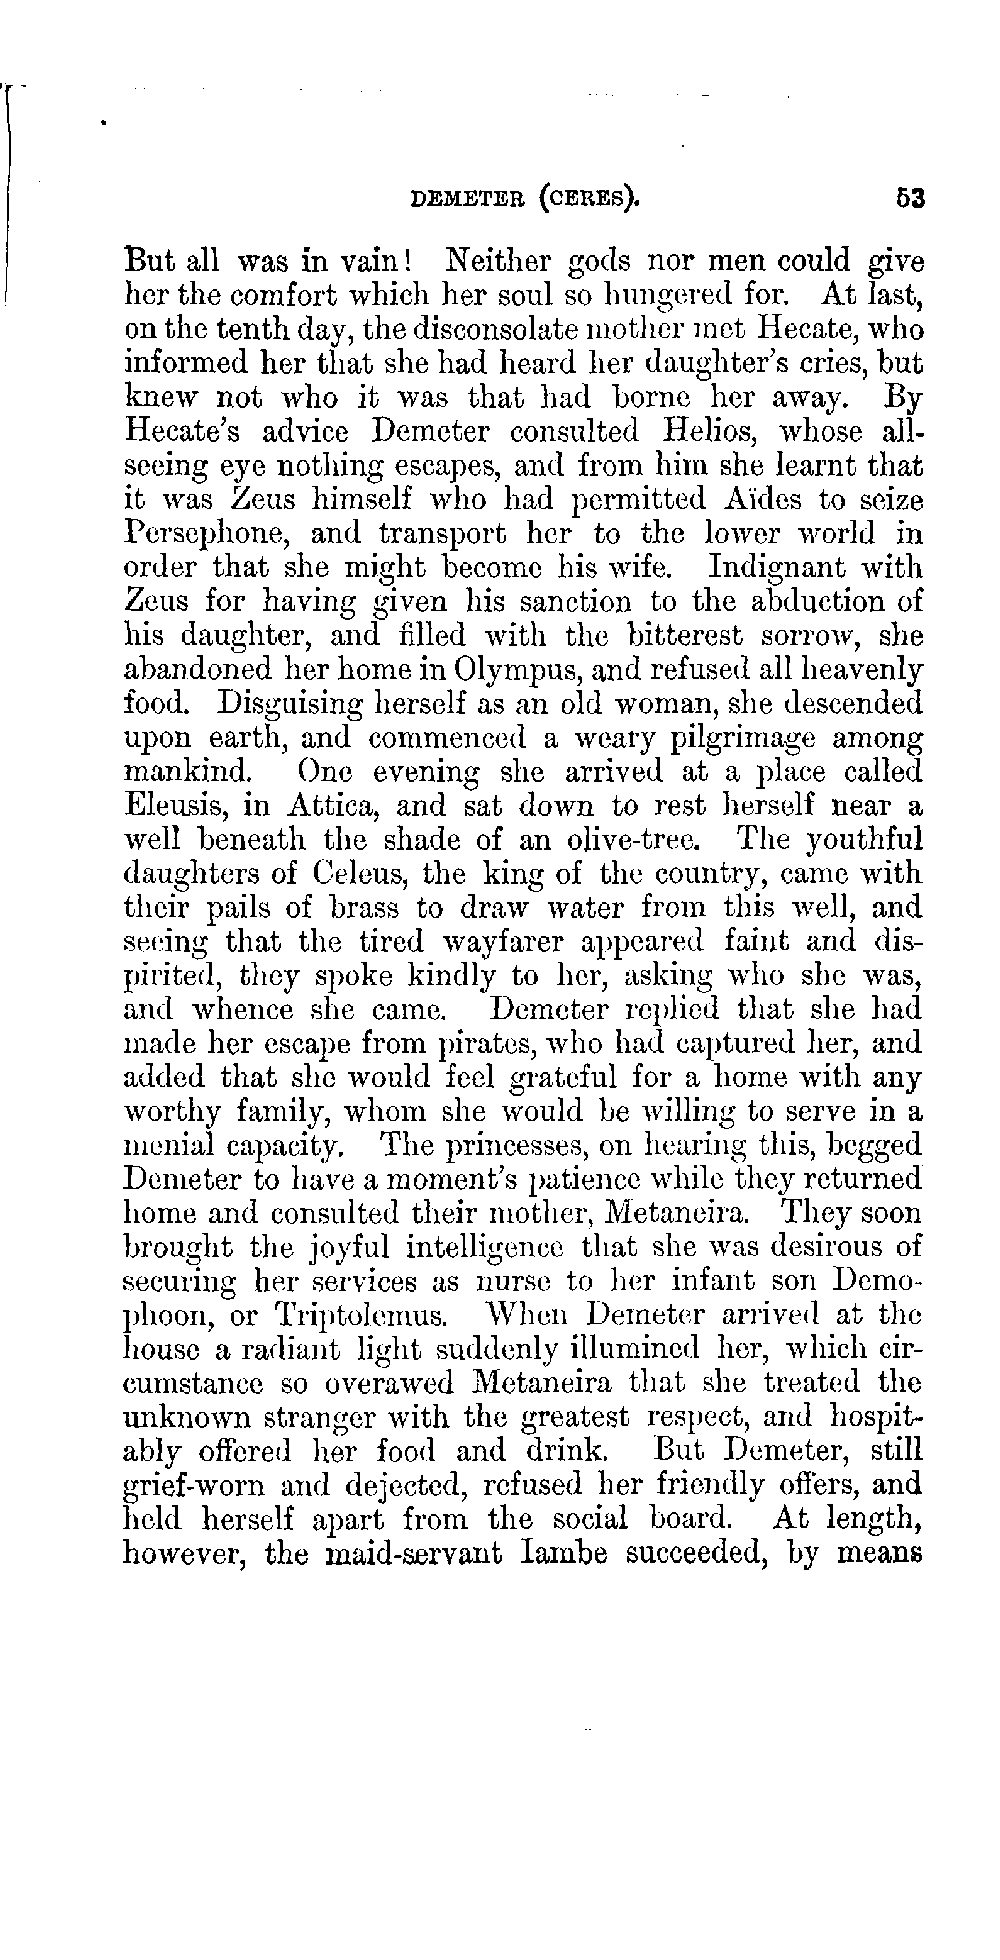 DEMETER (CERES). 53
But all was in vain! Neither gods nor men could give
her the comfort which her soul so hungered for. At last,
on the tenth day, the disconsolate mother met Hecate, who
informed her that she had heard her daughter's cries, but
knew not who it was that had borne her away. By
Hecate's advice Demeter consulted Helios, whose all-
seeing eye nothing escapes, and from him she learnt that
it was Zeus himself who had permitted Aïdes to seize
Persephone, and transport her to the lower world in
order that she might become his wife. Indignant with
Zeus for having given his sanction to the abduction of
his daughter, and filled with the bitterest sorrow, she
abandoned her home in Olympus, and refused all heavenly
food. Disguising herself as an old woman, she descended
upon earth, and commenced a weary pilgrimage among
mankind. One evening she arrived at a place called
Eleusis, in Attica, and sat down to rest herself near a
well beneath the shade of an olive-tree. The youthful
daughters of Celeus, the king of the country, came with
their pails of brass to draw water from this well, and
seeing that the tired wayfarer appeared faint and dis-
pirited, they spoke kindly to her, asking who she was,
and whence she came. Demeter replied that she had
made her escape from pirates, who had captured her, and
added that she would feel grateful for a home with any
worthy family, whom she would be willing to serve in a
menial capacity. The princesses, on hearing this, begged
Demeter to have a moment's patience while they returned
home and consulted their mother, Metaneira. They soon
brought the joyful intelligence that she was desirous of
securing her services as nurse to her infant son Demo-
phoon, or Triptolemus. When Demeter arrived at the
house a radiant light suddenly illumined her, which cir-
cumstance so overawed Metaneira that she treated the
unknown stranger with the greatest respect, and hospit-
ably offered her food and drink. But Demeter, still
grief-worn and dejected, refused her friendly offers, and
held herself apart from the social board. At length,
however, the maid-servant Iambe succeeded, by means